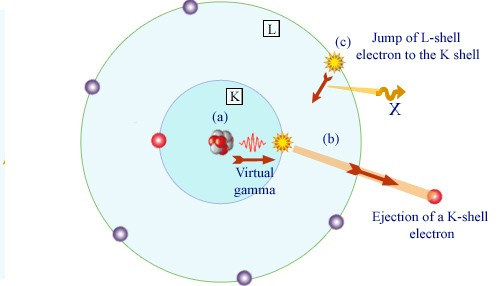 L
(c)
Jump of L-shell
electron to the K shell
K
(a)
X
(b)
Virtual
gamma
Ejection of a K-shell
electron